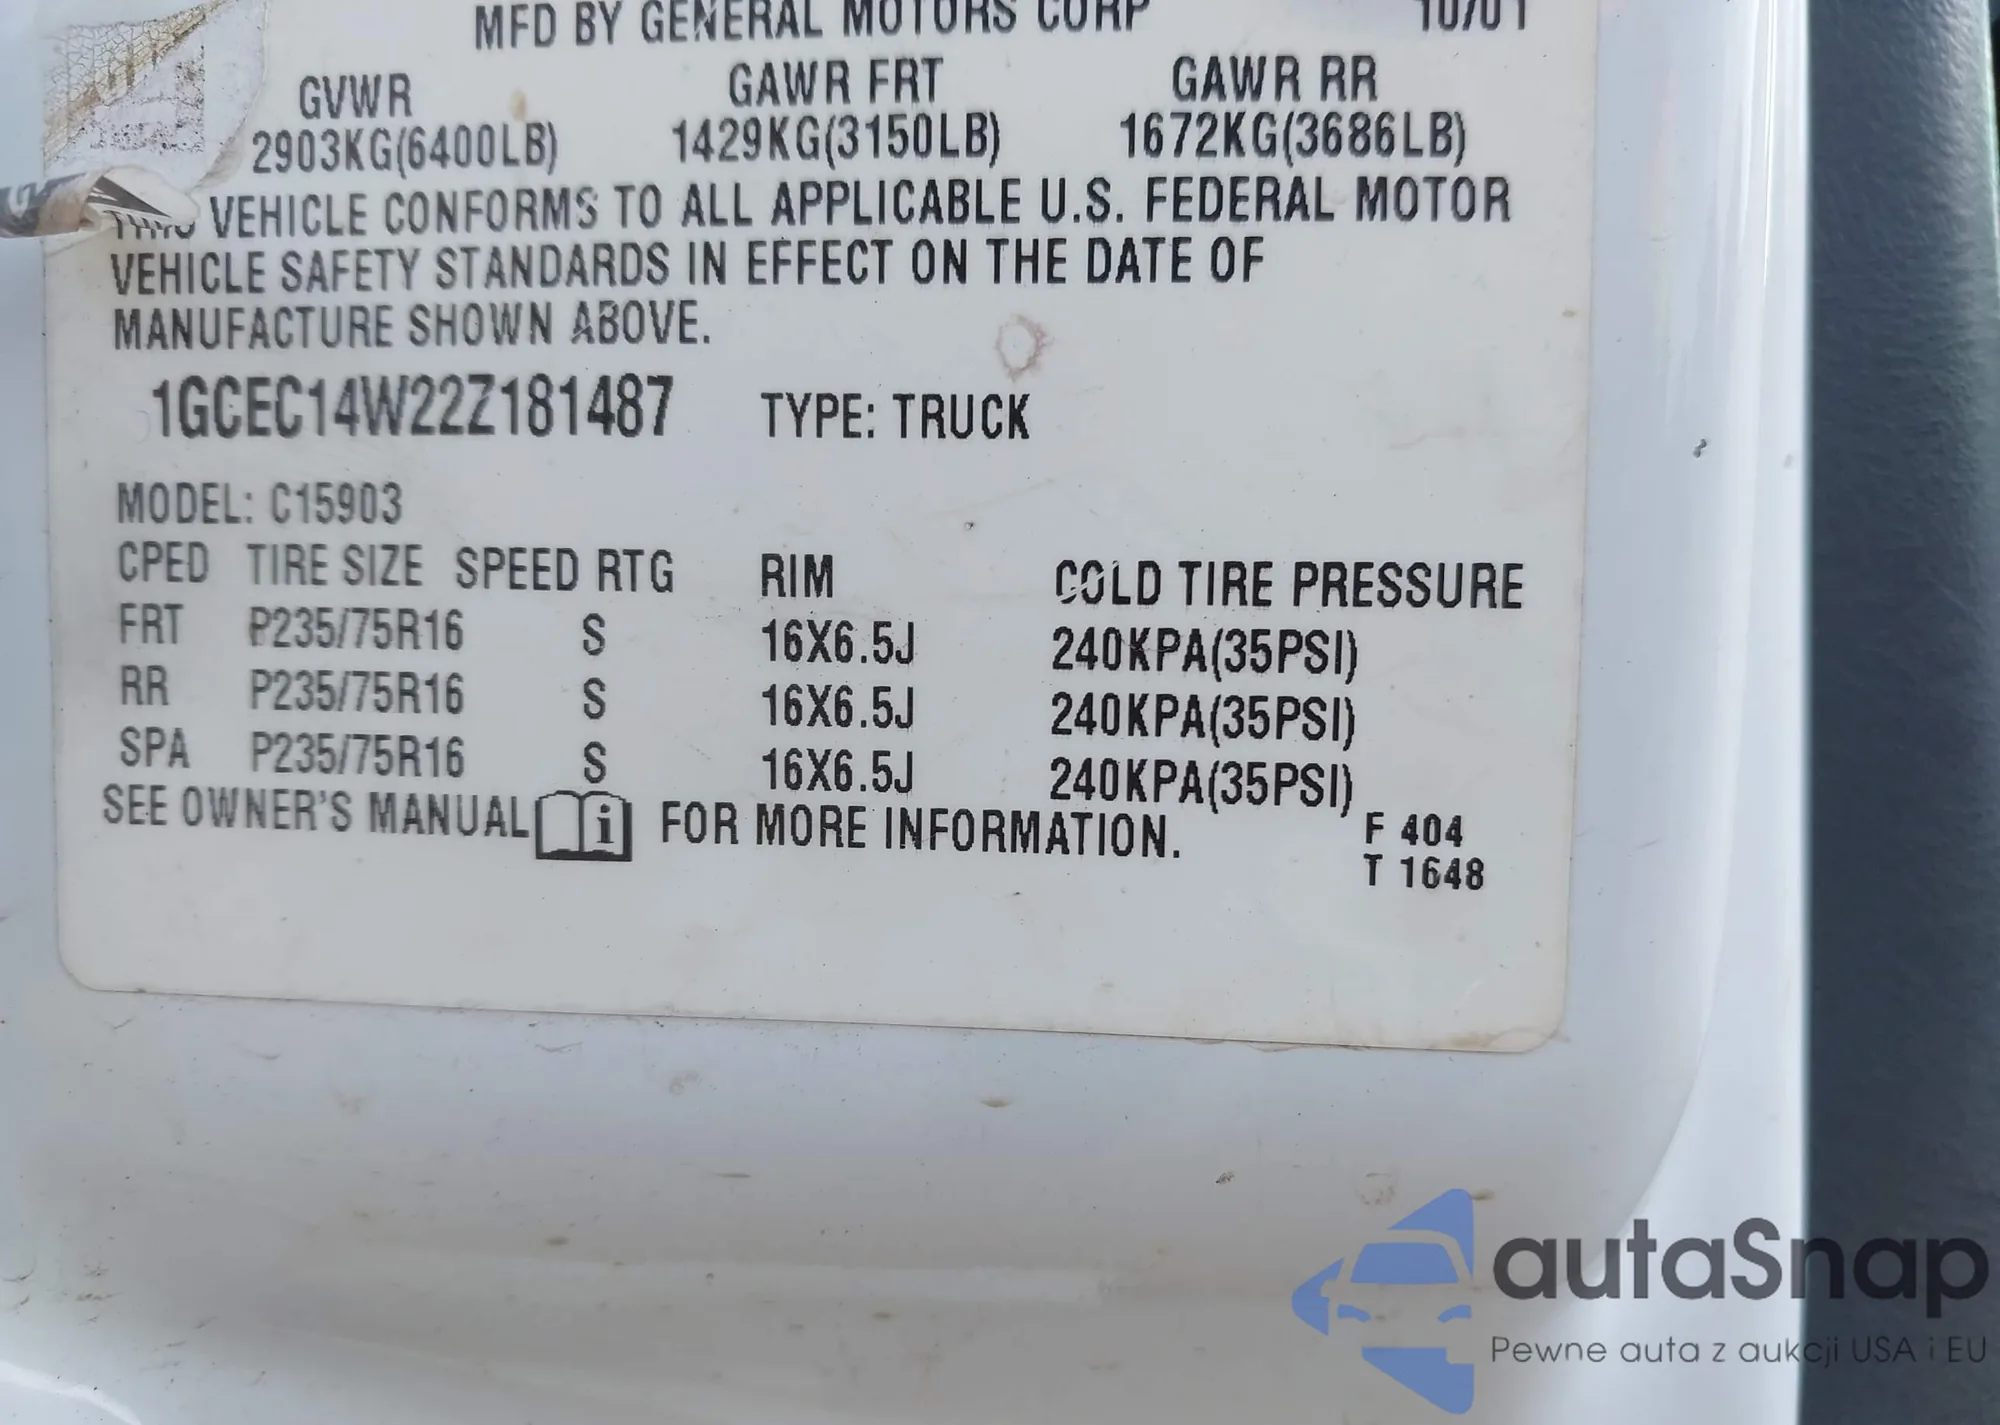 MFD BY GENERAL MOTORS CORP 10/01
GVWR GAWR FRT GAWR RR
2903KG(6400LB) 1429KG(3150LB) 1672KG(3686LB)
THIS VEHICLE CONFORMS TO ALL APPLICABLE U.S. FEDERAL MOTOR
VEHICLE SAFETY STANDARDS IN EFFECT ON THE DATE OF
MANUFACTURE SHOWN ABOVE.
1GCEC14W22Z181487 TYPE: TRUCK
MODEL: C15903
CPED TIRE SIZE SPEED RTG RIM COLD TIRE PRESSURE
FRT P235/75R16 S 16X6.5J 240KPA(35PSI)
RR P235/75R16 S 16X6.5J 240KPA(35PSI)
SPA P235/75R16 S 16X6.5J 240KPA(35PSI)
SEE OWNER'S MANUAL i FOR MORE INFORMATION.
F 404
T 1648
autaSnap
Pewne auta z aukcji USA i EU